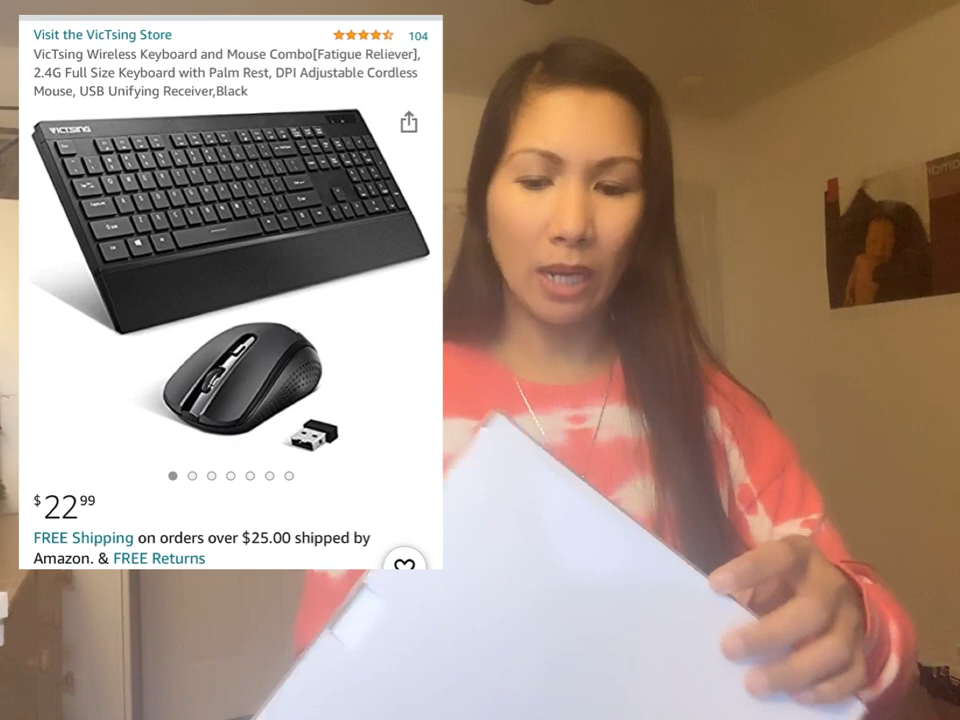 Visit the VicTsing Store
104
VicTsing Wireless Keyboard and Mouse Combo[Fatigue Reliever],
2.4G Full Size Keyboard with Palm Rest, DPI Adjustable Cordless
Mouse, USB Unifying Receiver,Black
VICTSING
$22 99
FREE Shipping on orders over $25.00 shipped by
Amazon. & FREE Returns